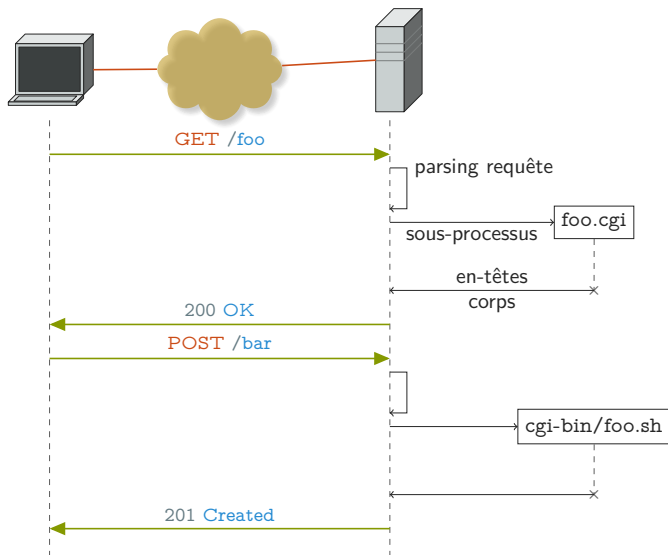 GET /foo
parsing requête
foo.cgi
sous-processus
en-têtes
corps
200 OK
POST /bar
cgi-bin/foo.sh
201 Created